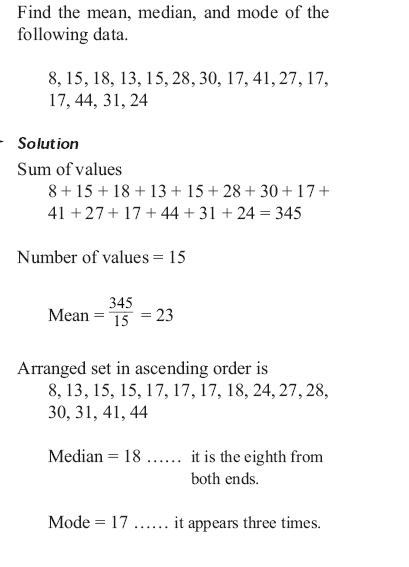 Find the mean, median, and mode of the
following data.
8, 15, 18, 13, 15, 28, 30, 17, 41, 27, 17,
17, 44, 31, 24
Solution
Sum of values
8 + 15 + 18 + 13 + 15 + 28 + 30 + 17 +
41 + 27 + 17 + 44 + 31 + 24 = 345
Number of values = 15
Mean = 345/15 = 23
Arranged set in ascending order is
8, 13, 15, 15, 17, 17, 17, 18, 24, 27, 28,
30, 31, 41, 44
Median = 18 ...... it is the eighth from
both ends.
Mode = 17 ...... it appears three times.